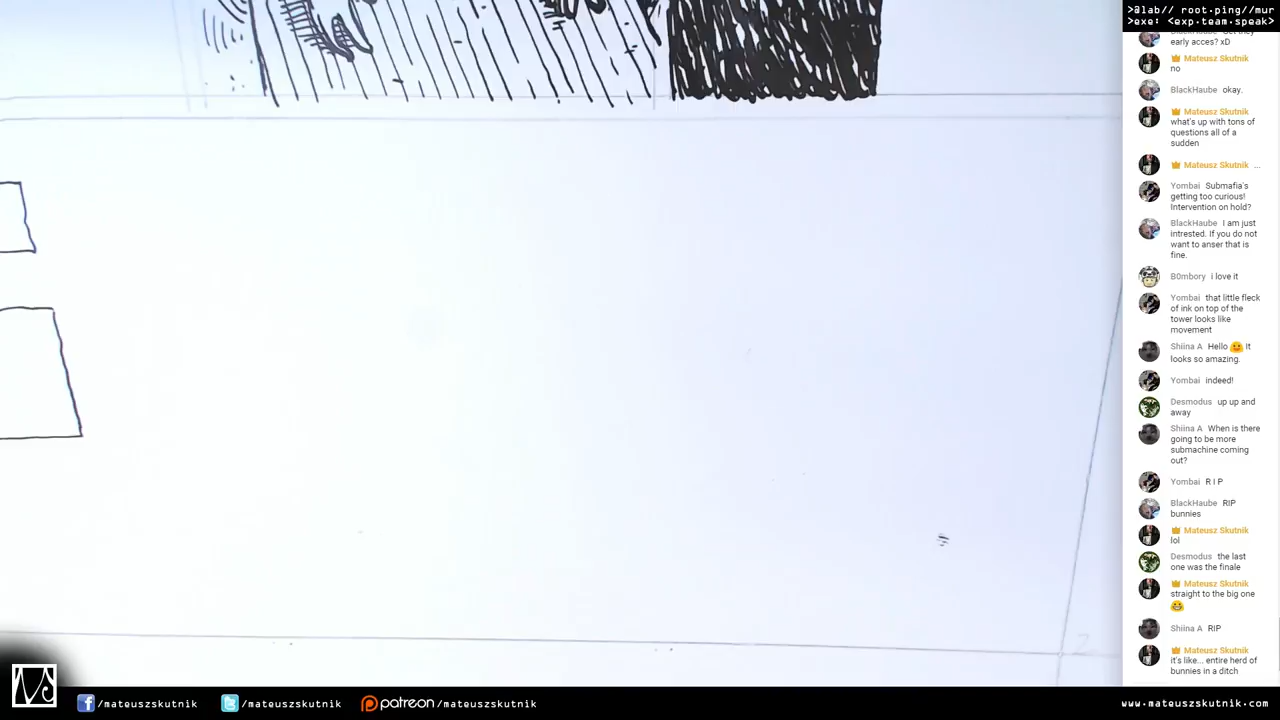 >@lab// root.ping//mur
>exe: <exp.team.speak>
early acces? xD
Mateusz Skutnik
no
BlackHaube okay.
Mateusz Skutnik
what's up with tons of
questions all of a
sudden
Mateusz Skutnik ...
Yombai Submafia's
getting too curious!
Intervention on hold?
BlackHaube I am just
intrested. If you do not
want to anser that is
fine.
B0mbory i love it
Yombai that little fleck
of ink on top of the
tower looks like
movement
Shiina A Hello 🤗 It
looks so amazing.
Yombai indeed!
Desmodus up up and
away
Shiina A When is there
going to be more
submachine coming
out?
Yombai R I P
BlackHaube RIP
bunnies
Mateusz Skutnik
lol
Desmodus the last
one was the finale
Mateusz Skutnik
straight to the big one
😂
Shiina A RIP
Mateusz Skutnik
it's like... entire herd of
bunnies in a ditch
/mateuszskutnik
/mateuszskutnik
patreon/mateuszskutnik
www.mateuszskutnik.com